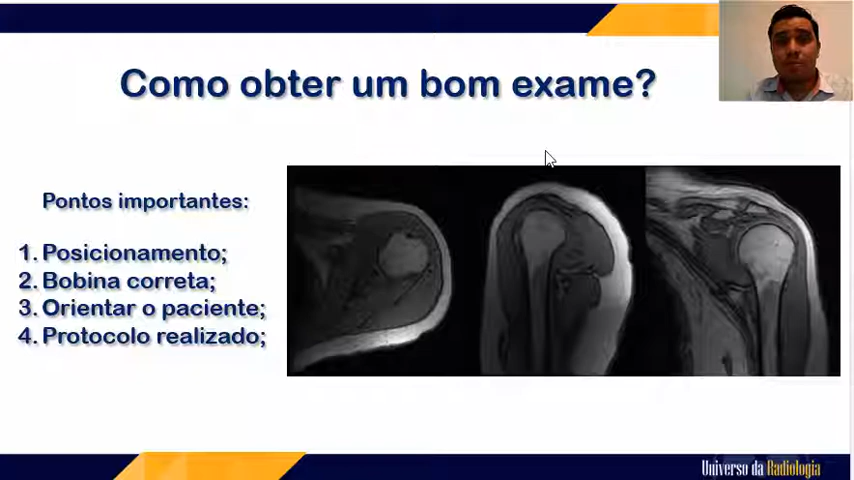 Como obter um bom exame?
Pontos importantes:
1. Posicionamento;
2. Bobina correta;
3. Orientar o paciente;
4. Protocolo realizado;
Universo da Radiologia